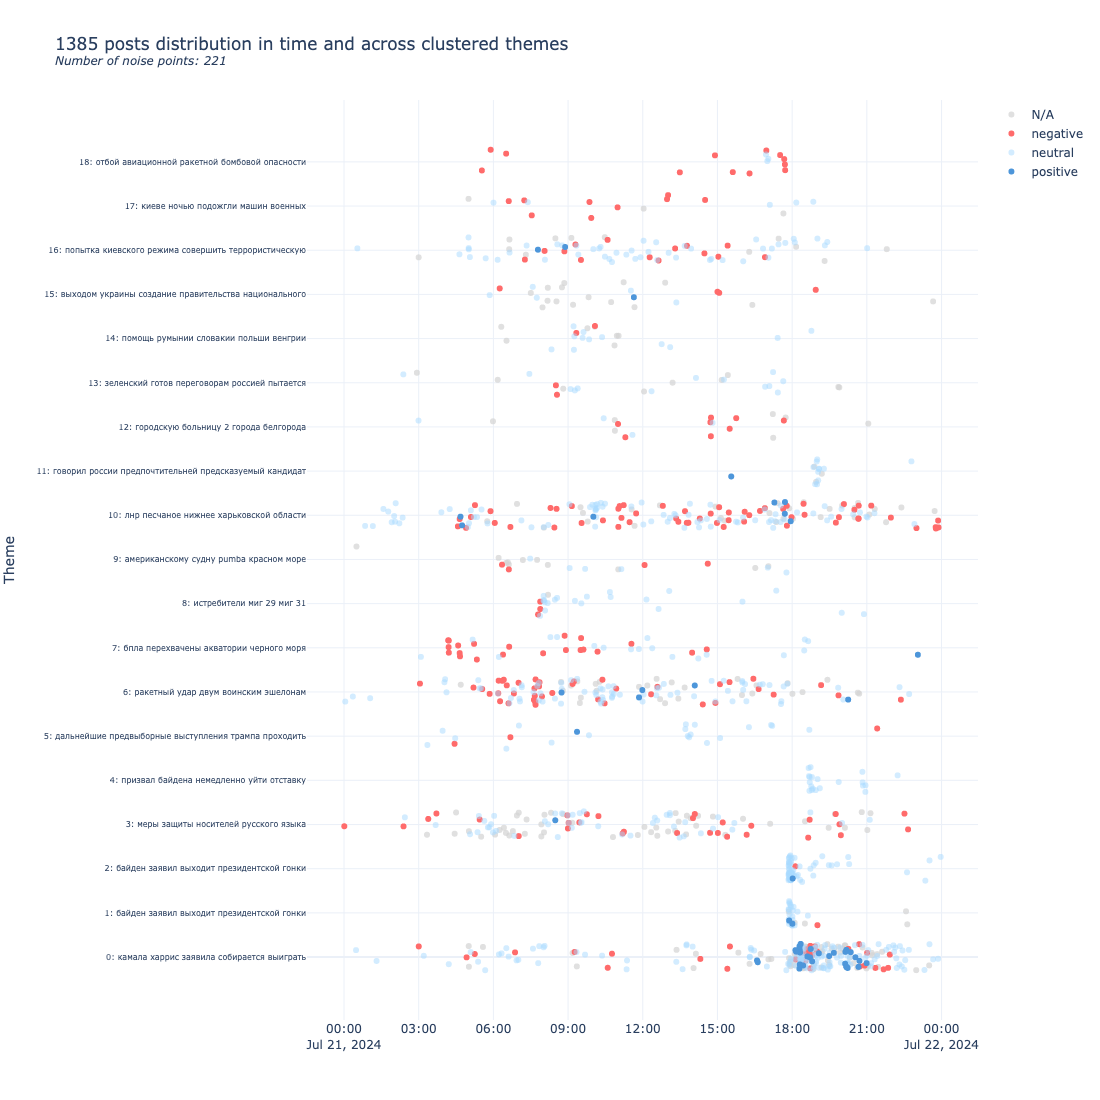 1385 posts distribution in time and across clustered themes
Number of noise points: 221
N/A
negative
neutral
positive
18: отбой авиационной ракетной бомбовой опасности
17: киеве ночью подожгли машин военных
16: попытка киевского режима совершить террористическую
15: выходом украины создание правительства национального
14: помощь румынии словакии польши венгрии
13: зеленский готов переговорам россией пытается
12: городскую больницу 2 города белгорода
11: говорил россии предпочтительней предсказуемый кандидат
10: лнр песчаное нижнее харьковской области
9: американскому судну pumba красном море
8: истребители миг 29 миг 31
7: бпла перехвачены акватории черного моря
6: ракетный удар двум воинским эшелонам
5: дальнейшие предвыборные выступления трампа проходить
4: призвал байдена немедленно уйти отставку
3: меры защиты носителей русского языка
2: байден заявил выходит президентской гонки
1: байден заявил выходит президентской гонки
0: камала харрис заявила собирается выиграть
Theme
00:00 03:00 06:00 09:00 12:00 15:00 18:00 21:00 00:00
Jul 21, 2024 Jul 22, 2024